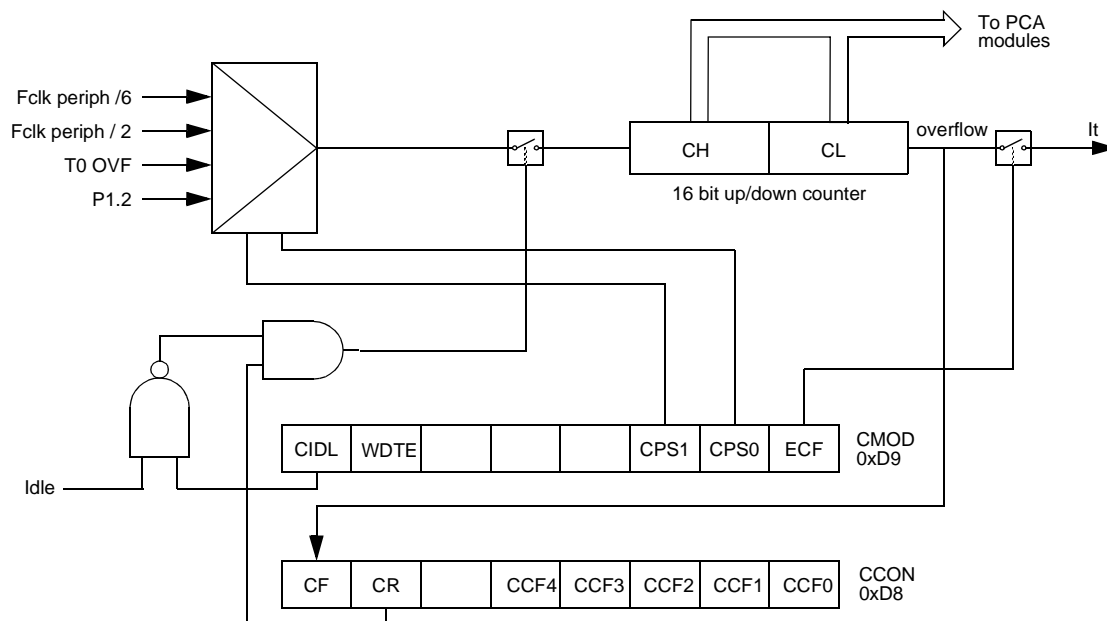 To PCA
modules
Fclk periph /6
Fclk periph / 2
T0 OVF
P1.2
CH
CL
overflow
It
16 bit up/down counter
CIDL
WDTE
CPS1
CPS0
ECF
CMOD
0xD9
Idle
CF
CR
CCF4
CCF3
CCF2
CCF1
CCF0
CCON
0xD8